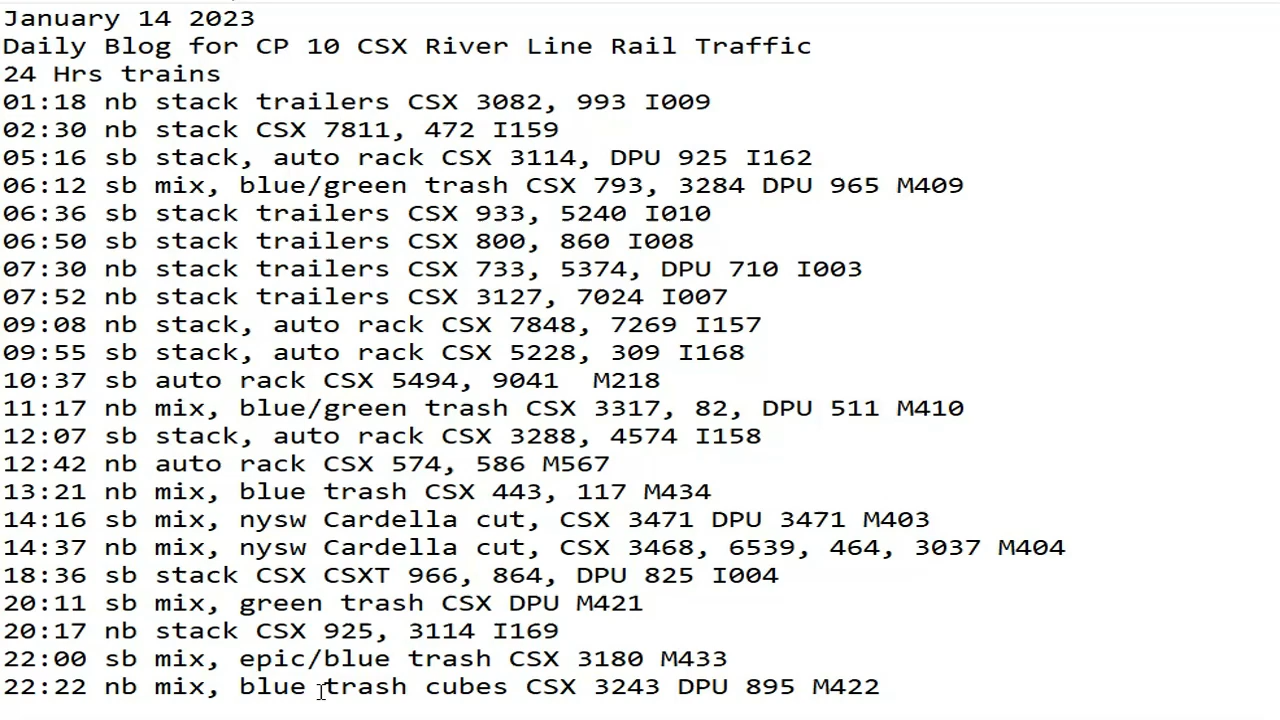 January 14 2023
Daily Blog for CP 10 CSX River Line Rail Traffic
24 Hrs trains
01:18 nb stack trailers CSX 3082, 993 I009
02:30 nb stack CSX 7811, 472 I159
05:16 sb stack, auto rack CSX 3114, DPU 925 I162
06:12 sb mix, blue/green trash CSX 793, 3284 DPU 965 M409
06:36 sb stack trailers CSX 933, 5240 I010
06:50 sb stack trailers CSX 800, 860 I008
07:30 nb stack trailers CSX 733, 5374, DPU 710 I003
07:52 nb stack trailers CSX 3127, 7024 I007
09:08 nb stack, auto rack CSX 7848, 7269 I157
09:55 sb stack, auto rack CSX 5228, 309 I168
10:37 sb auto rack CSX 5494, 9041  M218
11:17 nb mix, blue/green trash CSX 3317, 82, DPU 511 M410
12:07 sb stack, auto rack CSX 3288, 4574 I158
12:42 nb auto rack CSX 574, 586 M567
13:21 nb mix, blue trash CSX 443, 117 M434
14:16 sb mix, nysw Cardella cut, CSX 3471 DPU 3471 M403
14:37 nb mix, nysw Cardella cut, CSX 3468, 6539, 464, 3037 M404
18:36 sb stack CSX CSXT 966, 864, DPU 825 I004
20:11 sb mix, green trash CSX DPU M421
20:17 nb stack CSX 925, 3114 I169
22:00 sb mix, epic/blue trash CSX 3180 M433
22:22 nb mix, blue trash cubes CSX 3243 DPU 895 M422